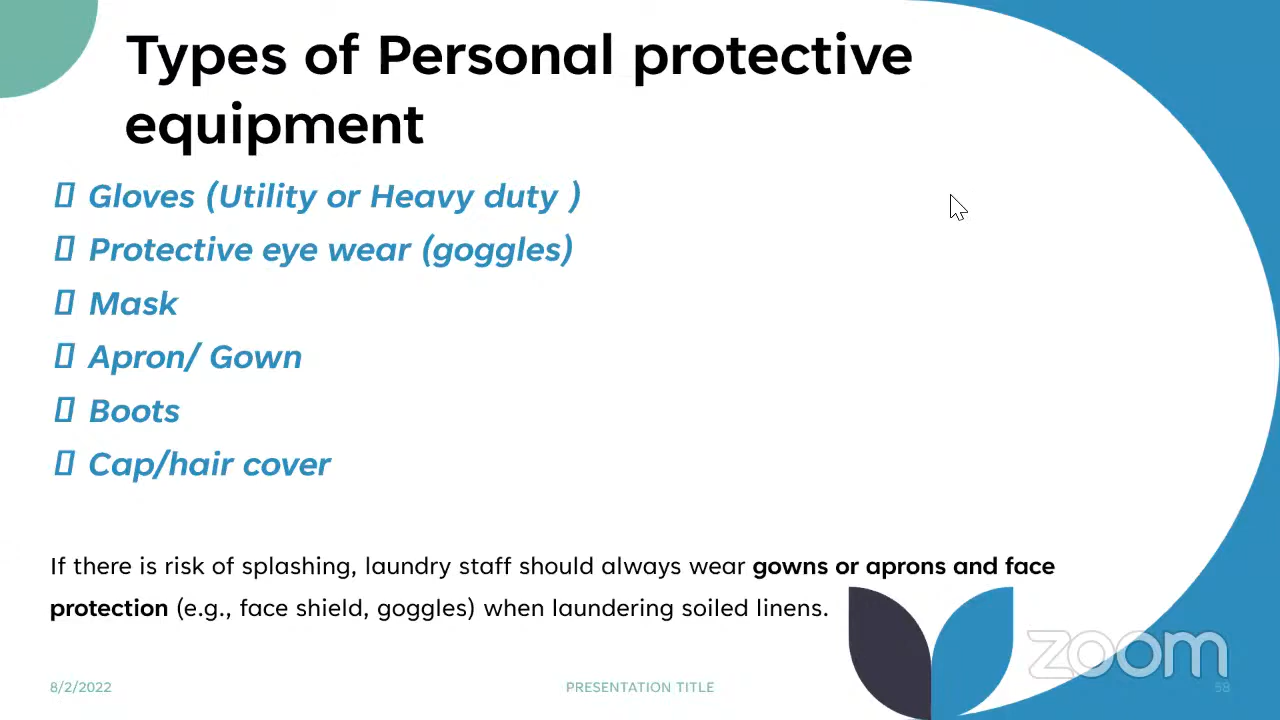 Types of Personal protective
equipment
Gloves (Utility or Heavy duty )
Protective eye wear (goggles)
Mask
Apron/ Gown
Boots
Cap/hair cover
If there is risk of splashing, laundry staff should always wear gowns or aprons and face
protection (e.g., face shield, goggles) when laundering soiled linens.
zoom
8/2/2022
PRESENTATION TITLE
58